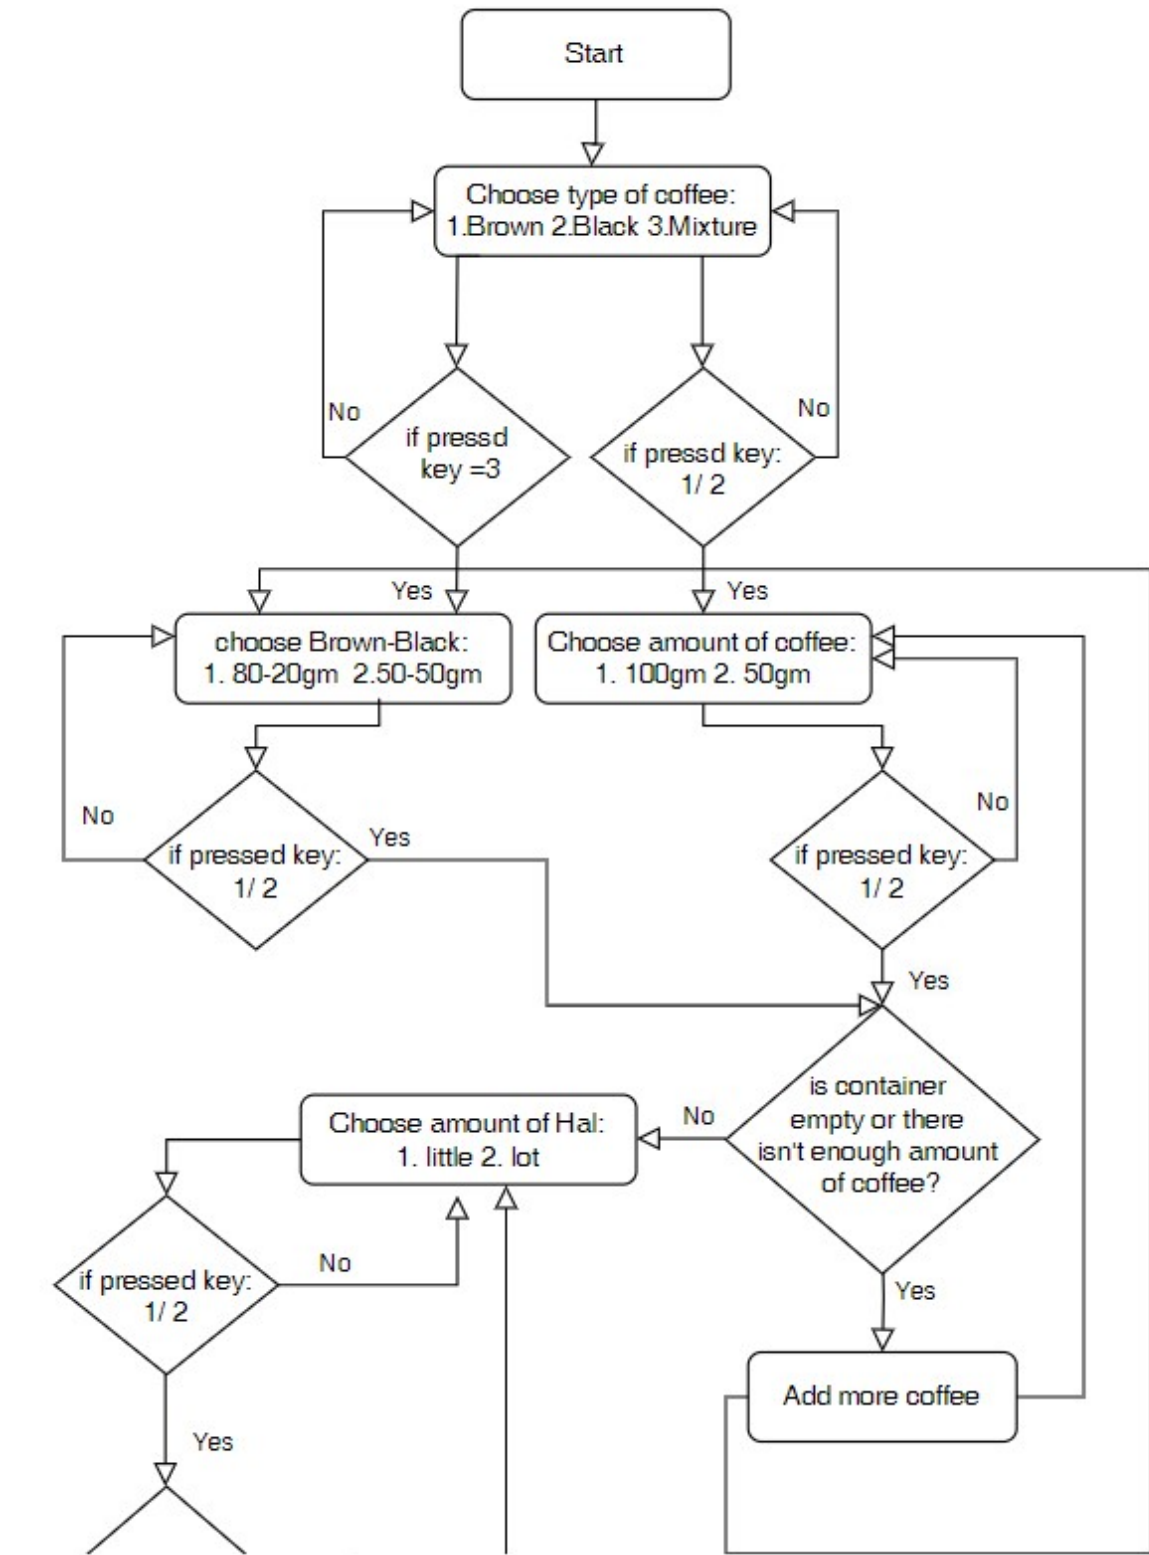 Start
Choose type of coffee:
1.Brown 2.Black 3.Mixture
No
No
if pressd
key =3
if pressd key:
1/ 2
Yes
Yes
choose Brown-Black:
1. 80-20gm 2.50-50gm
Choose amount of coffee:
1. 100gm 2. 50gm
No
Yes
No
if pressed key:
1/ 2
if pressed key:
1/ 2
Yes
is container
empty or there
isn't enough amount
of coffee?
No
Choose amount of Hal:
1. little 2. lot
No
if pressed key:
1/ 2
Yes
Add more coffee
Yes